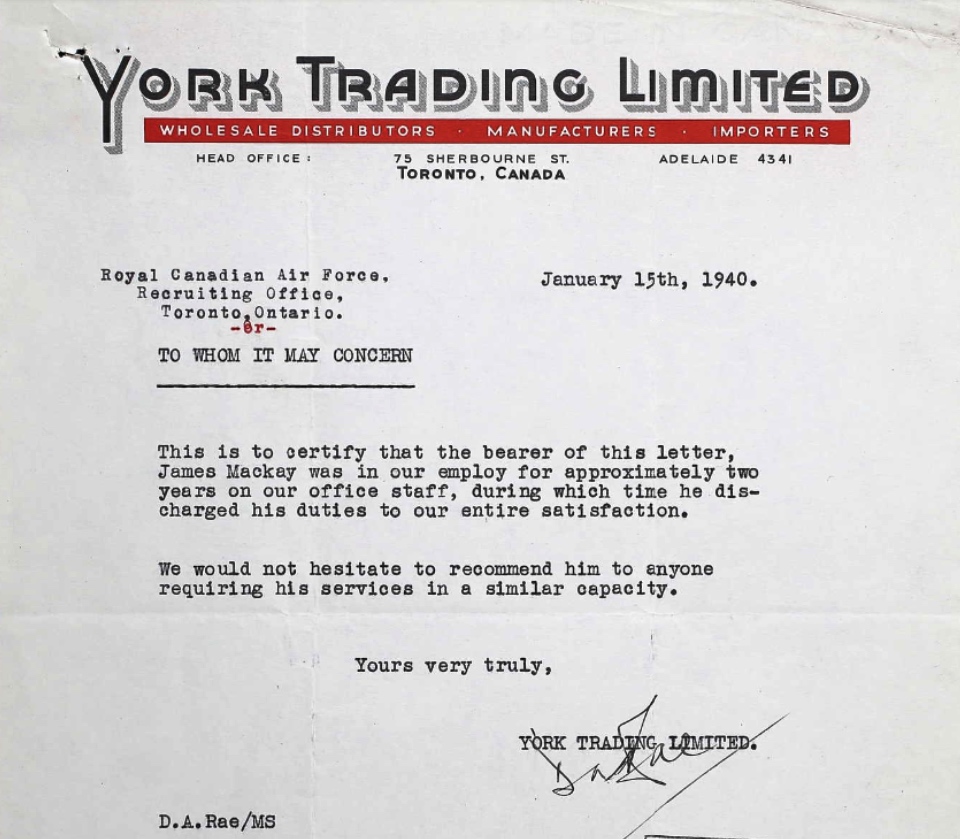 YORK TRADING LIMITED
WHOLESALE DISTRIBUTORS · MANUFACTURERS · IMPORTERS
HEAD OFFICE: 75 SHERBOURNE ST. ADELAIDE 4341
TORONTO, CANADA
Royal Canadian Air Force, January 15th, 1940.
Recruiting Office,
Toronto,Ontario.
-or-
TO WHOM IT MAY CONCERN
This is to certify that the bearer of this letter,
James Mackay was in our employ for approximately two
years on our office staff, during which time he dis-
charged his duties to our entire satisfaction.
We would not hesitate to recommend him to anyone
requiring his services in a similar capacity.
Yours very truly,
YORK TRADING LIMITED.
D.A. Rae
D.A.Rae/MS